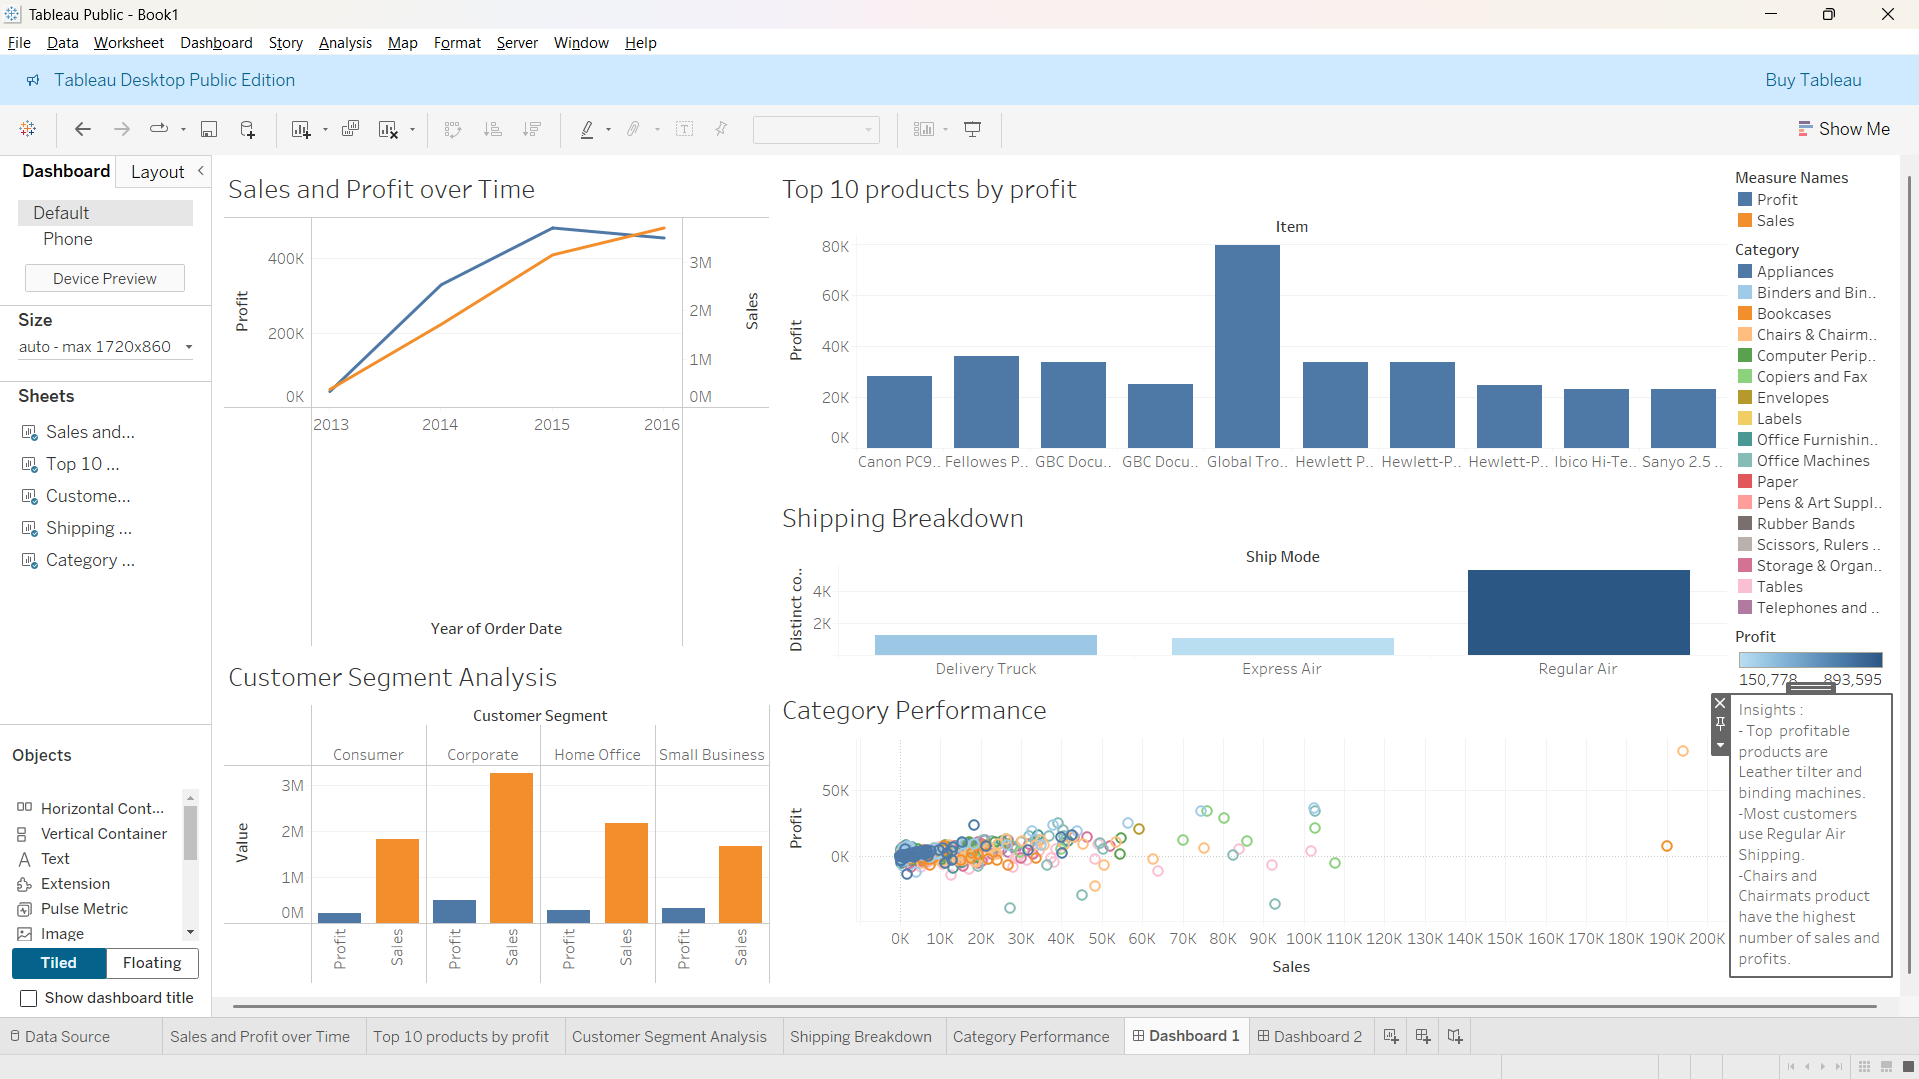 Tableau Public - Book1
File Data Worksheet Dashboard Story Analysis Map Format Server Window Help
Tableau Desktop Public Edition
Buy Tableau
Show Me
Dashboard
Layout
Default
Phone
Device Preview
Size
auto - max 1720x860
Sheets
Sales and...
Top 10 ...
Custome...
Shipping ...
Category ...
Objects
Horizontal Cont...
Vertical Container
Text
Extension
Pulse Metric
Image
Tiled
Floating
Show dashboard title
Sales and Profit over Time
Profit
400K
200K
0K
Sales
3M
2M
1M
0M
2013 2014 2015 2016
Year of Order Date
Customer Segment Analysis
Customer Segment
Consumer Corporate Home Office Small Business
Value
3M
2M
1M
0M
Profit Sales Profit Sales Profit Sales Profit Sales
Top 10 products by profit
Item
Profit
80K
60K
40K
20K
0K
Canon PC9.. Fellowes P.. GBC Docu.. GBC Docu.. Global Tro.. Hewlett P.. Hewlett-P.. Hewlett-P.. Ibico Hi-Te.. Sanyo 2.5 ..
Shipping Breakdown
Ship Mode
Distinct co..
4K
2K
Delivery Truck Express Air Regular Air
Category Performance
Profit
50K
0K
0K 10K 20K 30K 40K 50K 60K 70K 80K 90K 100K 110K 120K 130K 140K 150K 160K 170K 180K 190K 200K
Sales
Measure Names
Profit
Sales
Category
Appliances
Binders and Bin..
Bookcases
Chairs & Chairm..
Computer Perip..
Copiers and Fax
Envelopes
Labels
Office Furnishin..
Office Machines
Paper
Pens & Art Suppl..
Rubber Bands
Scissors, Rulers ..
Storage & Organ..
Tables
Telephones and ..
Profit
150,778 893,595
Insights :
- Top profitable
products are
Leather tilter and
binding machines.
-Most customers
use Regular Air
Shipping.
-Chairs and
Chairmats product
have the highest
number of sales and
profits.
Data Source
Sales and Profit over Time
Top 10 products by profit
Customer Segment Analysis
Shipping Breakdown
Category Performance
Dashboard 1
Dashboard 2